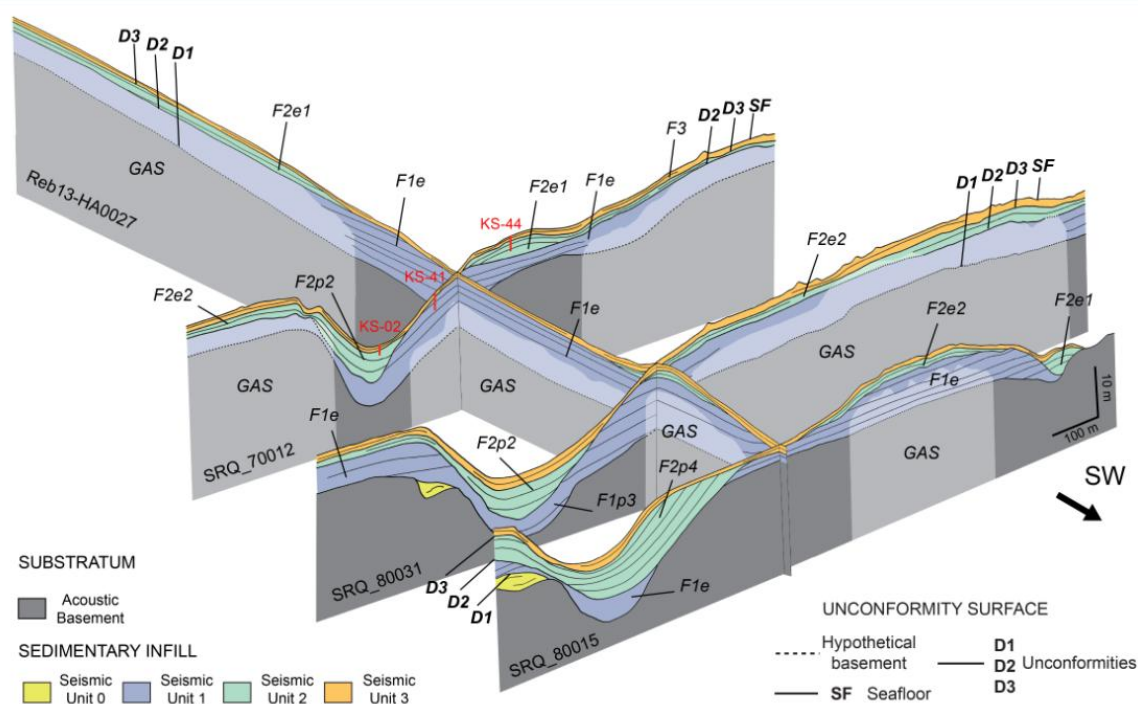 D3
D2
D1
F2e1
GAS
Reb13-HA0027
F1e
KS-44
F2e1
F1e
F3
D2
D3
SF
D1
D2
D3
SF
KS-41
F2p2
F2e2
KS-02
F1e
F2e2
F2e2
F2e1
GAS
GAS
GAS
F1e
10 m
100 m
F1e
SRQ_70012
F2p2
GAS
F2p4
GAS
SW
F1p3
SUBSTRATUM
Acoustic
Basement
SRQ_80031
D3
D2
D1
F1e
SRQ_80015
SEDIMENTARY INFILL
Seismic
Unit 0
Seismic
Unit 1
Seismic
Unit 2
Seismic
Unit 3
UNCONFORMITY SURFACE
Hypothetical
basement
SF Seafloor
D1
D2 Unconformities
D3